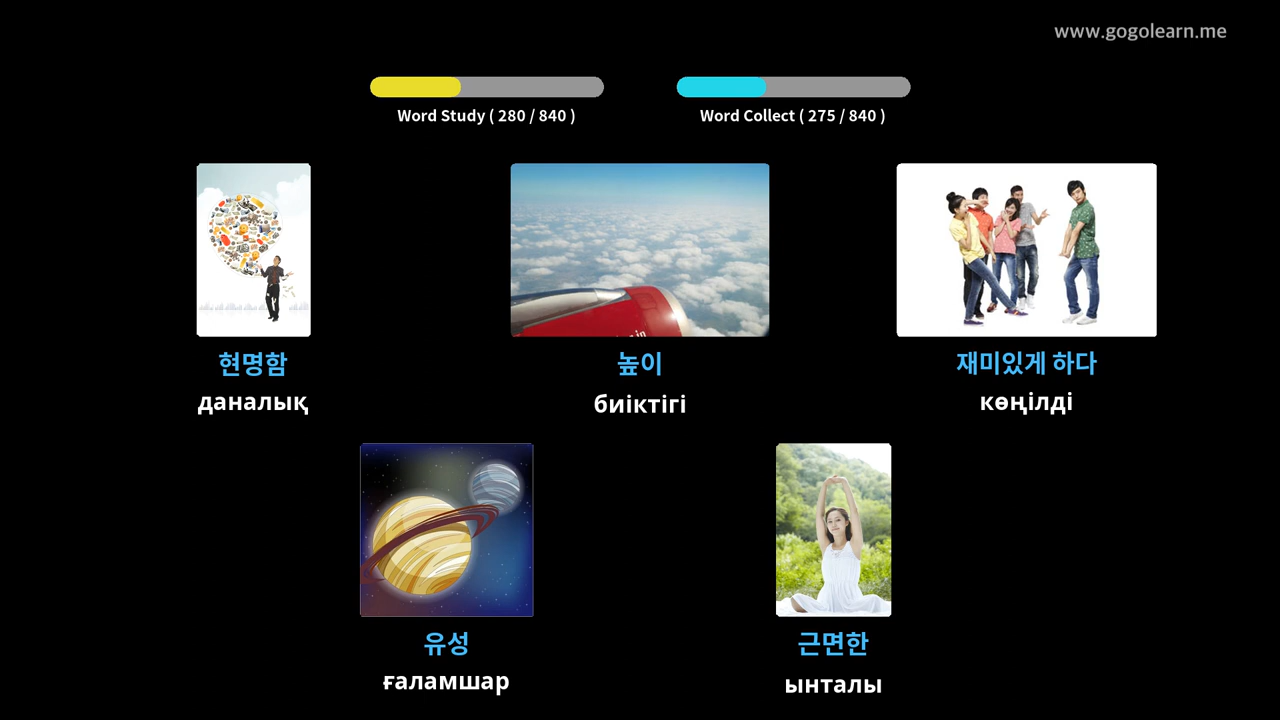 www.gogolearn.me
Word Study ( 280 / 840 )
Word Collect ( 275 / 840 )
현명함
даналық
높이
биіктігі
재미있게 하다
көңілді
유성
ғаламшар
근면한
ынталы